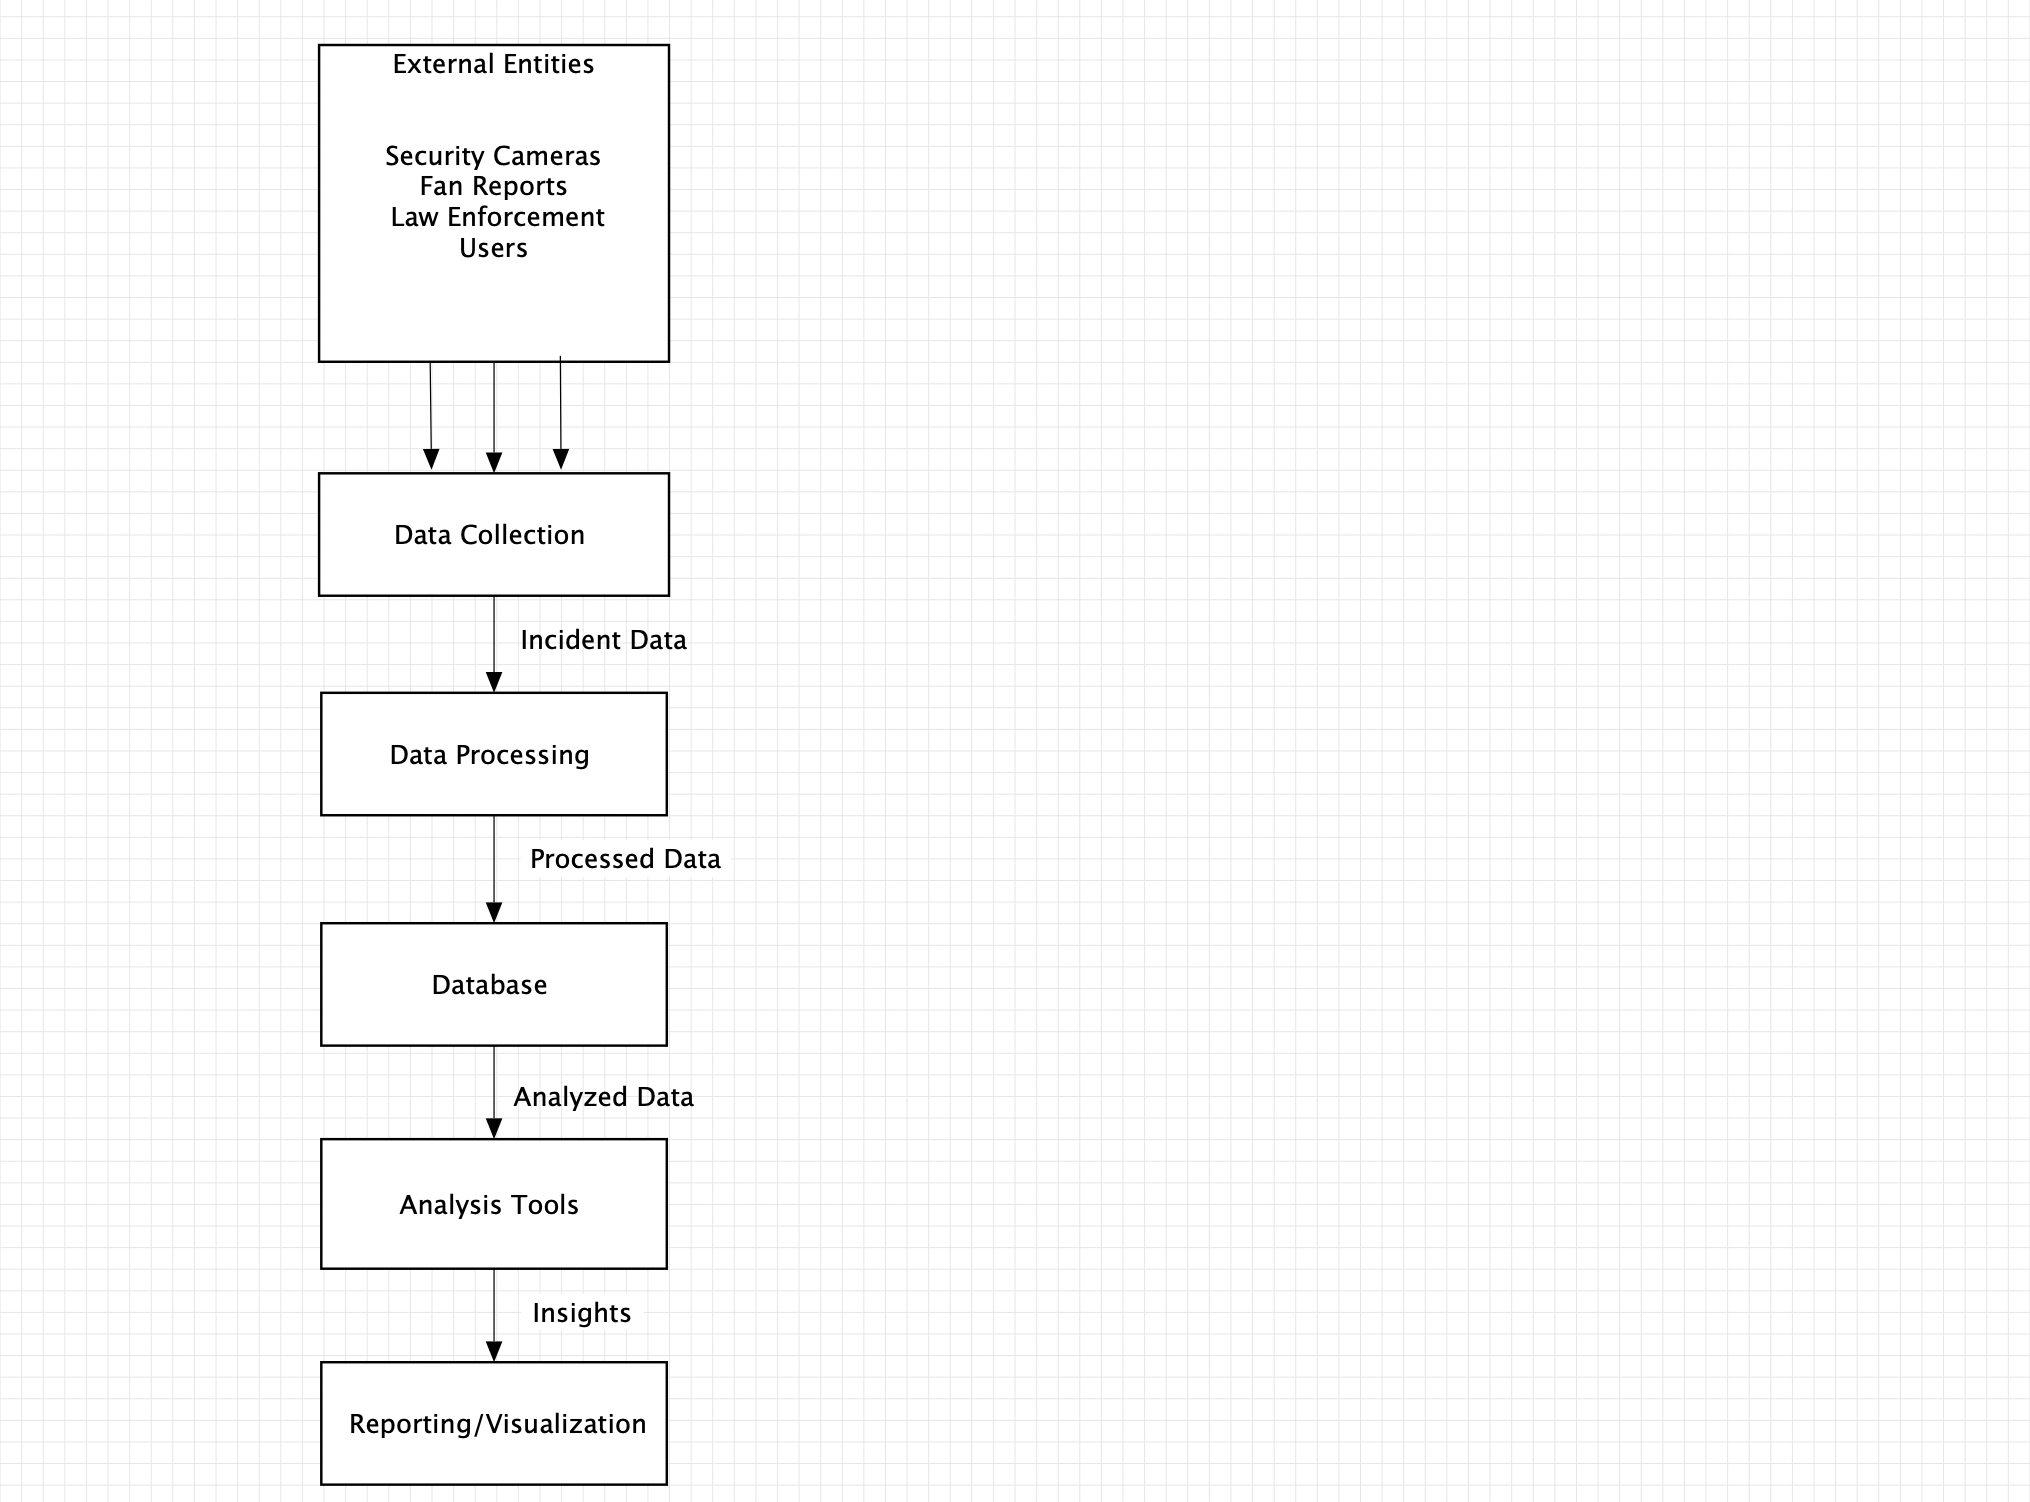 External Entities
Security Cameras
Fan Reports
Law Enforcement
Users
Data Collection
Incident Data
Data Processing
Processed Data
Database
Analyzed Data
Analysis Tools
Insights
Reporting/Visualization